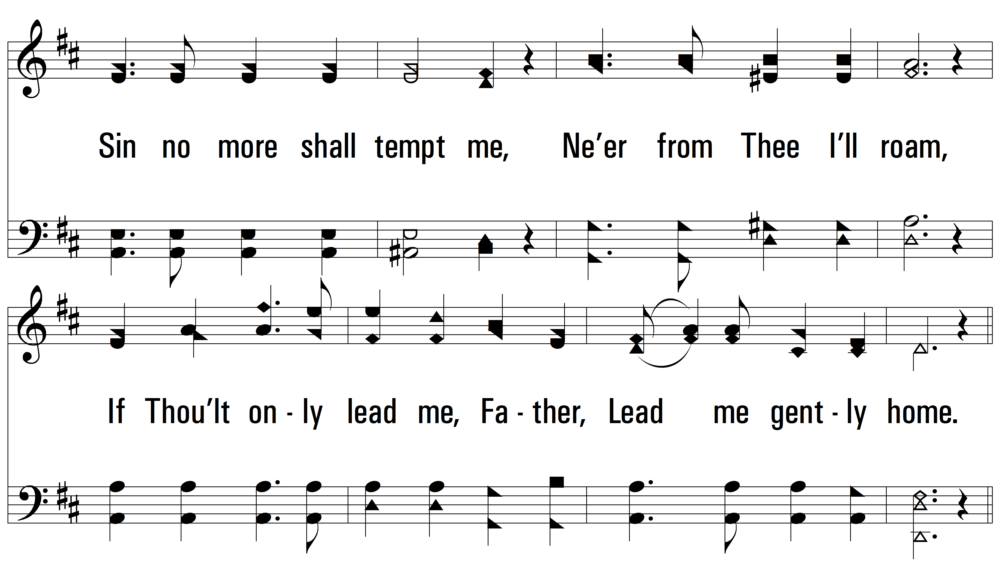 Sin no more shall tempt me, Ne’er from Thee I’ll roam,
If Thou’lt on - ly lead me, Fa - ther, Lead me gent - ly home.